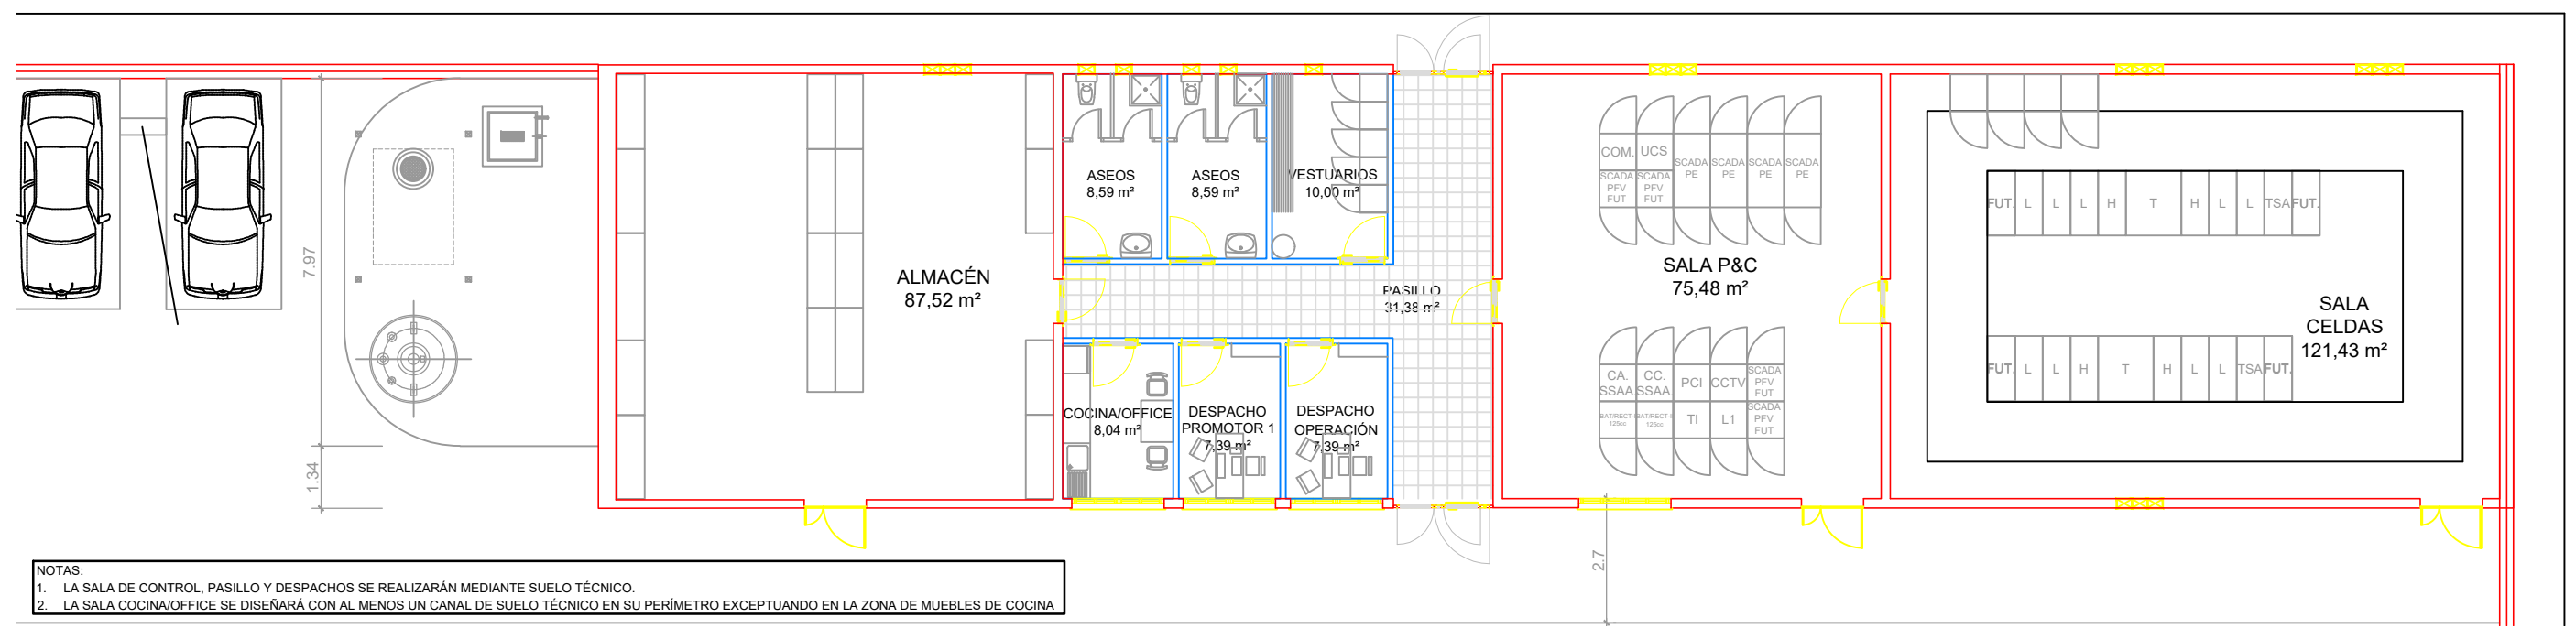 ALMACÉN
87,52 m²
ASEOS
8,59 m²
ASEOS
8,59 m²
VESTUARIOS
10,00 m²
PASILLO
31,38 m²
COCINA/OFFICE
8,04 m²
DESPACHO
PROMOTOR 1
7,39 m²
DESPACHO
OPERACIÓN
7,39 m²
SALA P&C
75,48 m²
COM.
UCS
SCADA
PE
SCADA
PE
SCADA
PE
SCADA
PE
SCADA
PFV
FUT
SCADA
PFV
FUT
CA.
SSAA.
CC.
SSAA.
PCI
CCTV
SCADA
PFV
FUT
BAT/RECT-
125cc
BAT/RECT-
125cc
TI
L1
SCADA
PFV
FUT
SALA
CELDAS
121,43 m²
FUT. L L L H T H L L TSA FUT.
FUT. L L H T H L L TSA FUT.
7.97
1.34
2.7
NOTAS:
1. LA SALA DE CONTROL, PASILLO Y DESPACHOS SE REALIZARÁN MEDIANTE SUELO TÉCNICO.
2. LA SALA COCINA/OFFICE SE DISEÑARÁ CON AL MENOS UN CANAL DE SUELO TÉCNICO EN SU PERÍMETRO EXCEPTUANDO EN LA ZONA DE MUEBLES DE COCINA